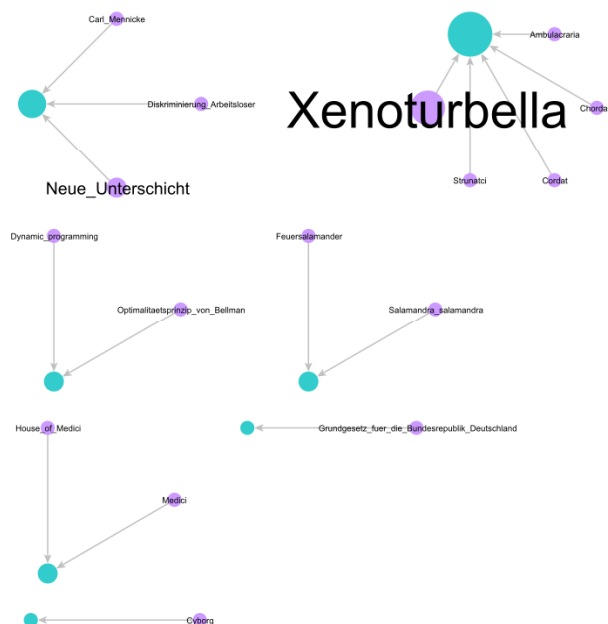 Carl_Mennicke
Diskriminierung_Arbeitsloser
Neue_Unterschicht
Ambulacraria
Xenoturbella
Chorda
Strunatci
Cordat
Dynamic_programming
Optimalitaetsprinzip_von_Bellman
Feuersalamander
Salamandra_salamandra
House_of_Medici
Medici
Grundgesetz_fuer_die_Bundesrepublik_Deutschland
Cyborg